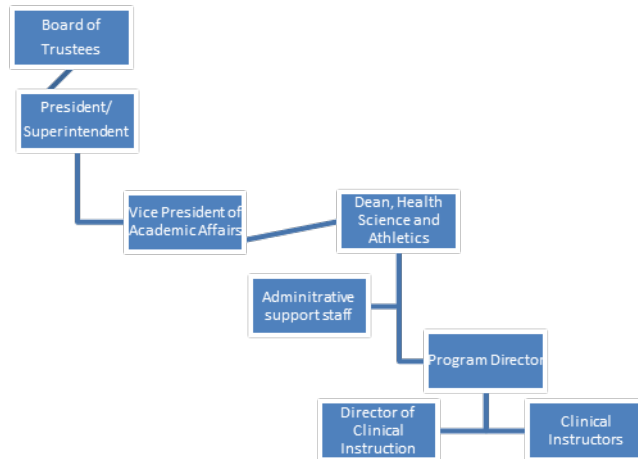 Board of
Trustees
President/
Superintendent
Vice President of
Academic Affairs
Dean, Health
Science and
Athletics
Adminitrative
support staff
Program Director
Director of
Clinical
Instruction
Clinical
Instructors